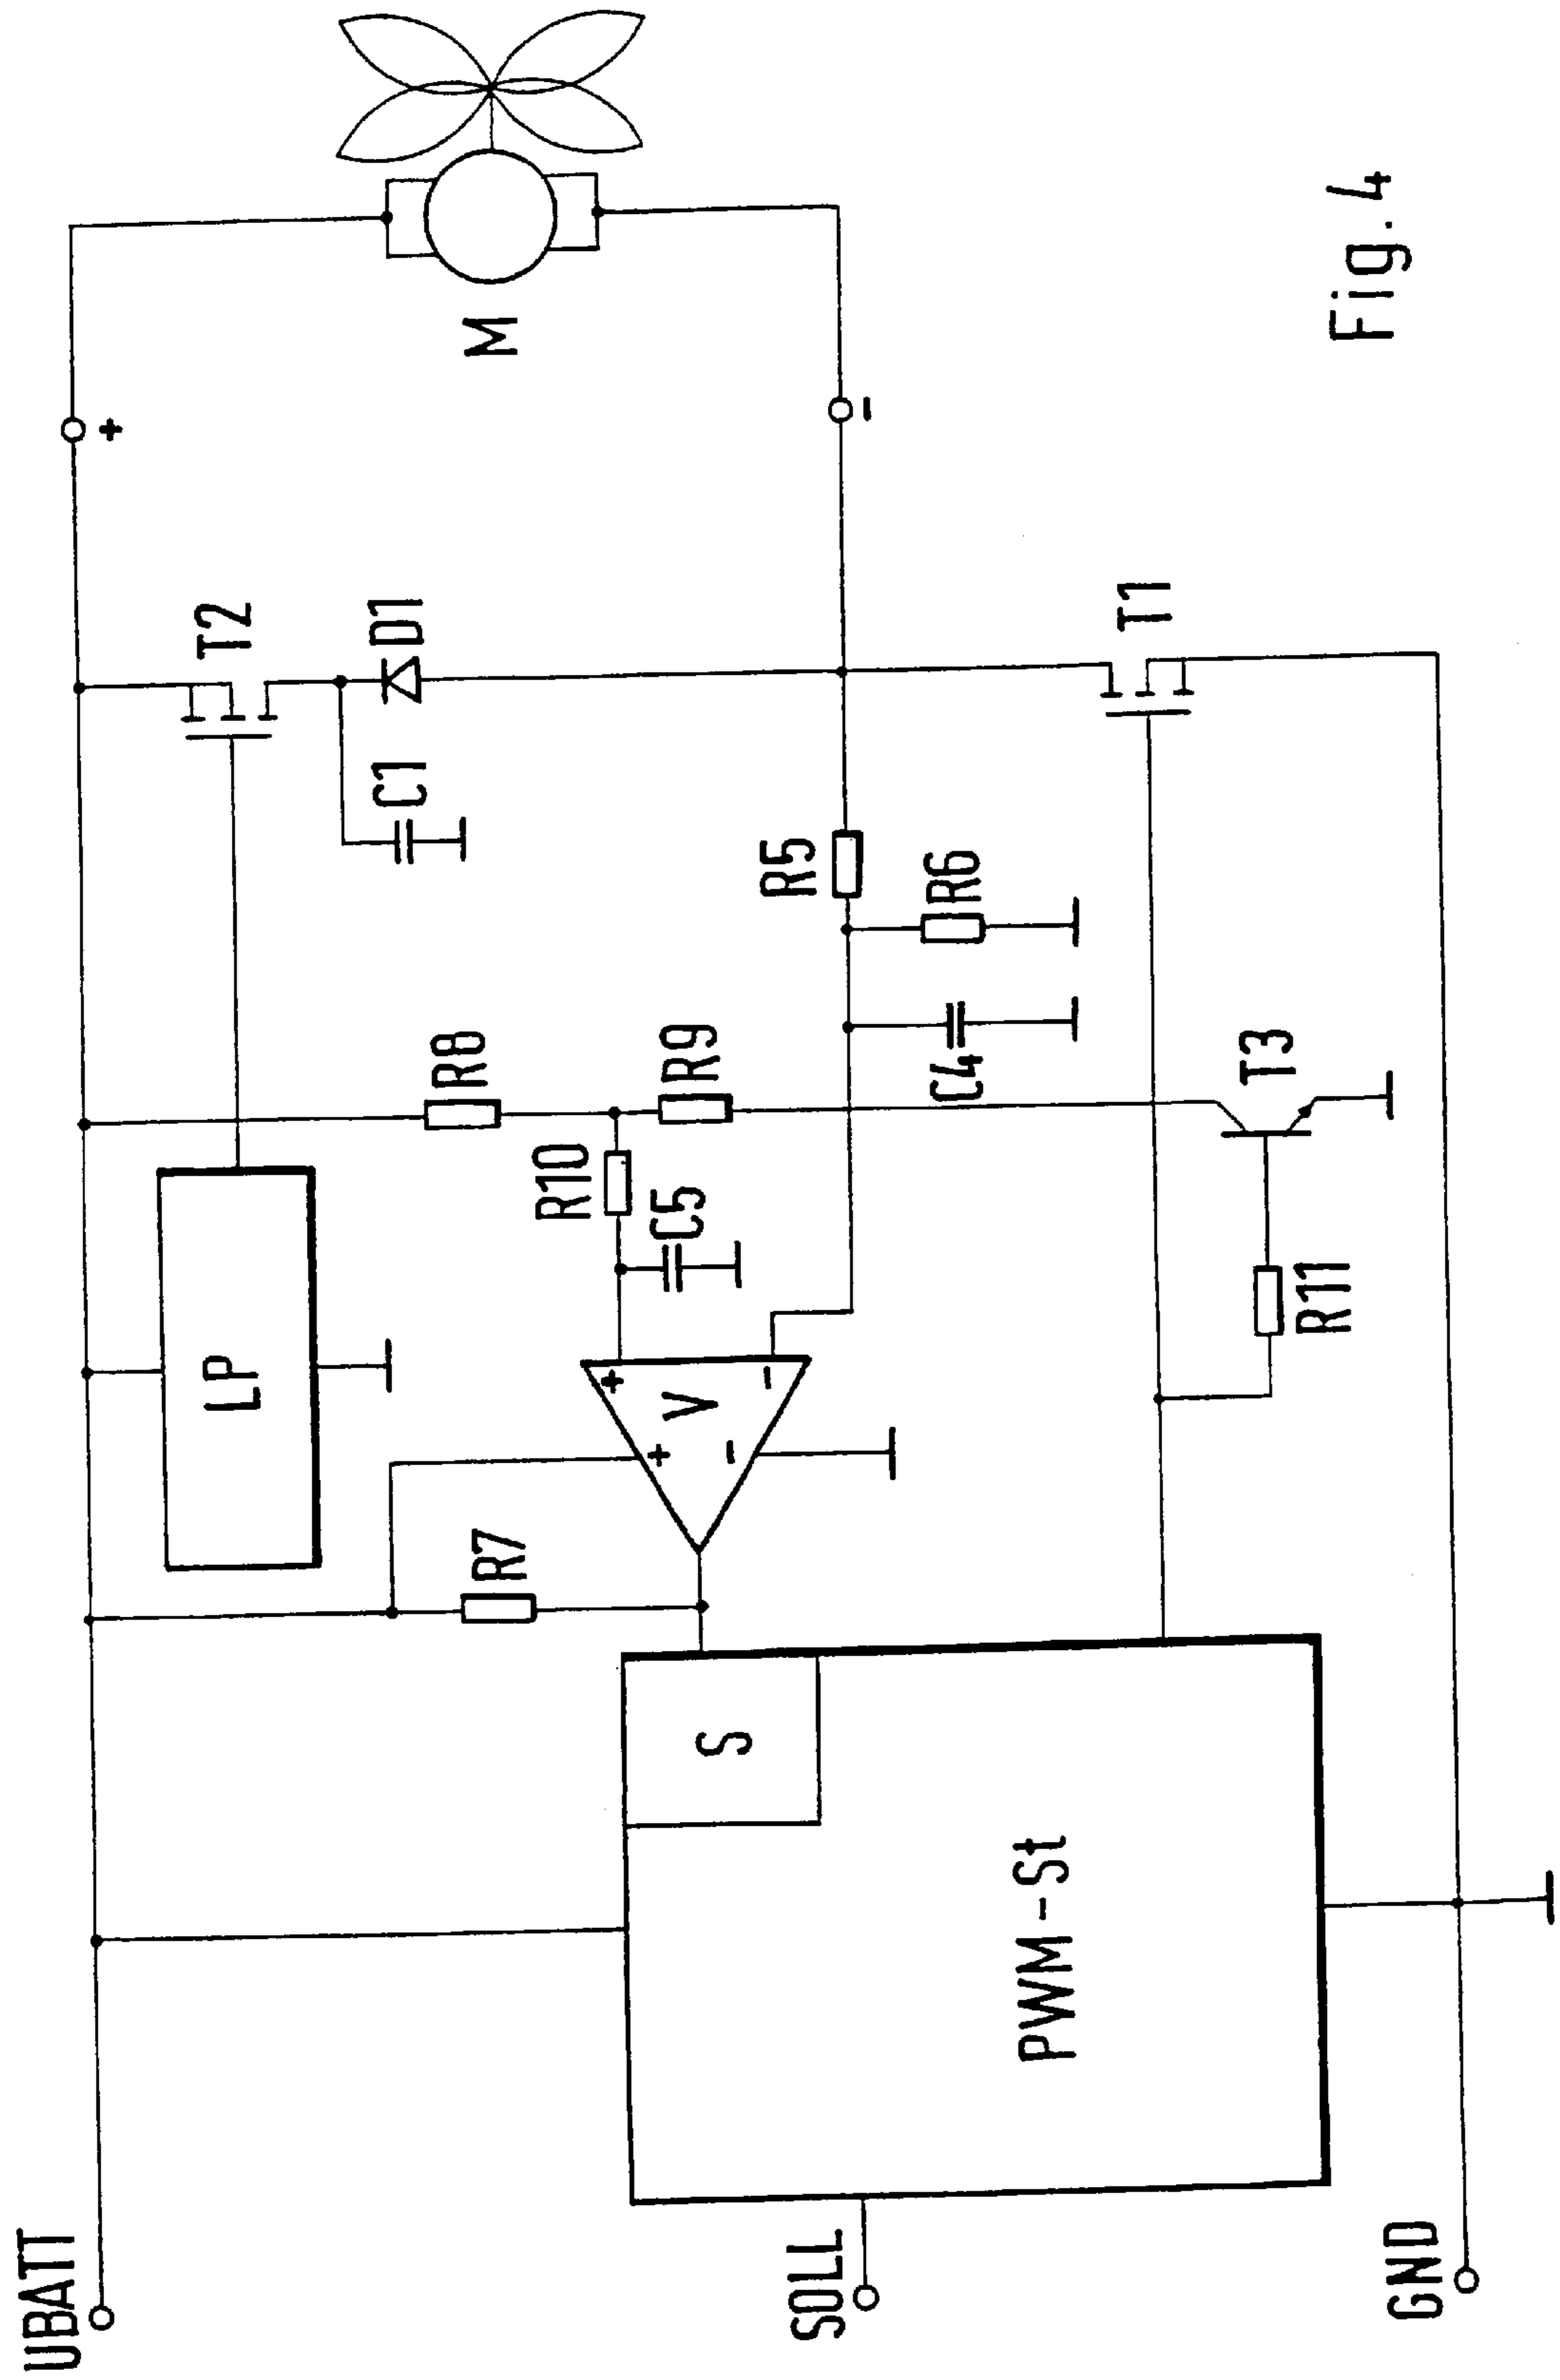 UBATT
+
T2
D1
C1
M
LP
R8
R9
R10
C5
R5
R6
C4
R7
+
-
V
+
-
-
S
PWM-St
SOLL
T1
T3
R11
GND
Fig. 4